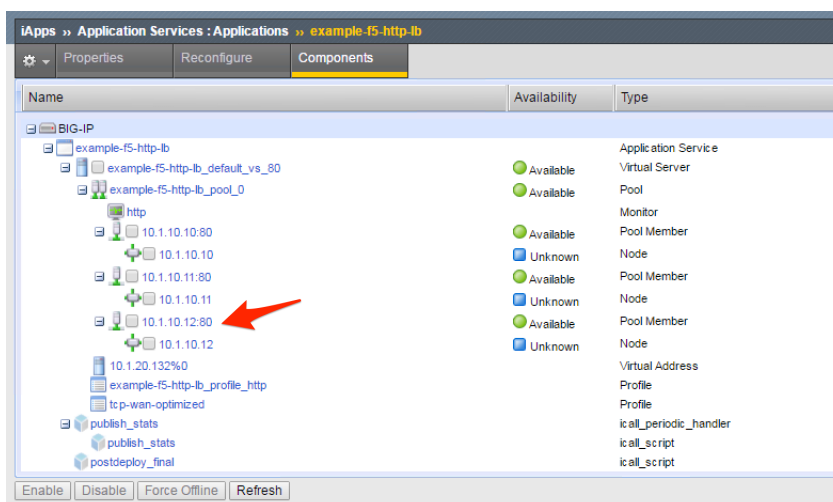 iApps ›› Application Services : Applications ›› example-f5-http-lb
Properties Reconfigure Components
Name Availability Type
BIG-IP
example-f5-http-lb Application Service
example-f5-http-lb_default_vs_80 Available Virtual Server
example-f5-http-lb_pool_0 Available Pool
http Monitor
10.1.10.10:80 Available Pool Member
10.1.10.10 Unknown Node
10.1.10.11:80 Available Pool Member
10.1.10.11 Unknown Node
10.1.10.12:80 Available Pool Member
10.1.10.12 Unknown Node
10.1.20.132%0 Virtual Address
example-f5-http-lb_profile_http Profile
tcp-wan-optimized Profile
publish_stats icall_periodic_handler
publish_stats icall_script
postdeploy_final icall_script
Enable Disable Force Offline Refresh